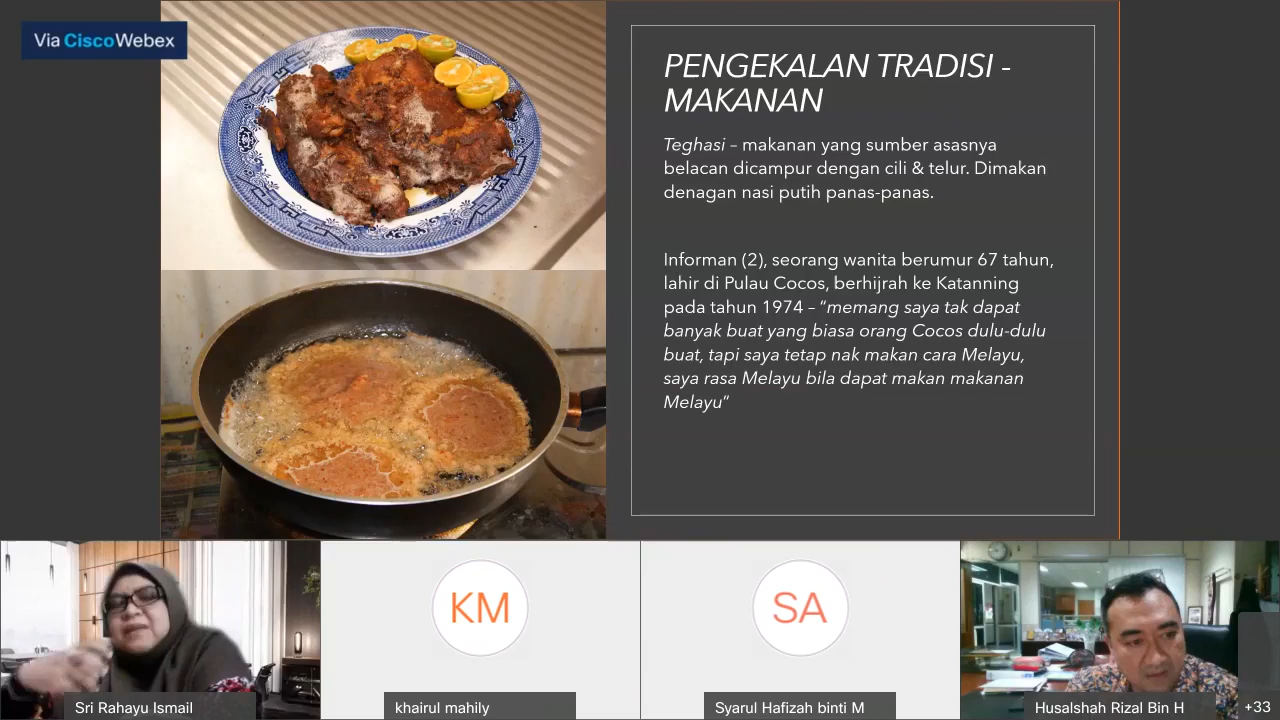 Via CiscoWebex
PENGEKALAN TRADISI -
MAKANAN
Teghasi – makanan yang sumber asasnya
belacan dicampur dengan cili & telur. Dimakan
denagan nasi putih panas-panas.
Informan (2), seorang wanita berumur 67 tahun,
lahir di Pulau Cocos, berhijrah ke Katanning
pada tahun 1974 – “memang saya tak dapat
banyak buat yang biasa orang Cocos dulu-dulu
buat, tapi saya tetap nak makan cara Melayu,
saya rasa Melayu bila dapat makan makanan
Melayu”
KM
SA
Sri Rahayu Ismail
khairul mahily
Syarul Hafizah binti M
Husalshah Rizal Bin H
+33